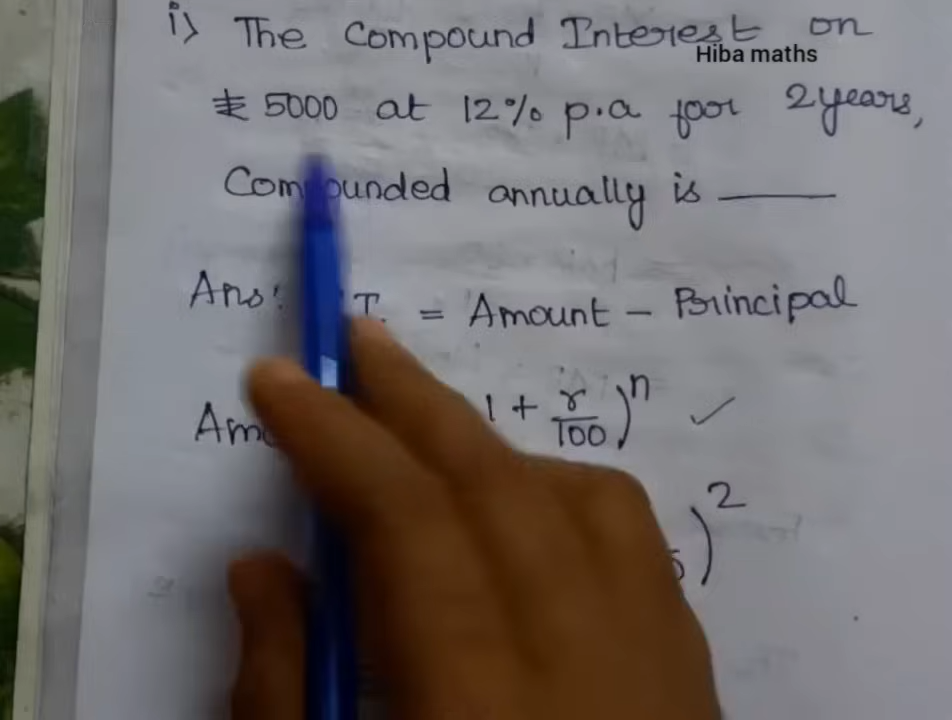 i) The Compound Interest on
Hiba maths
₹ 5000 at 12% p.a for 2 years,
Compounded annually is ______
Ans: I. = Amount - Principal
1 + r/100)^n ✓
)^2